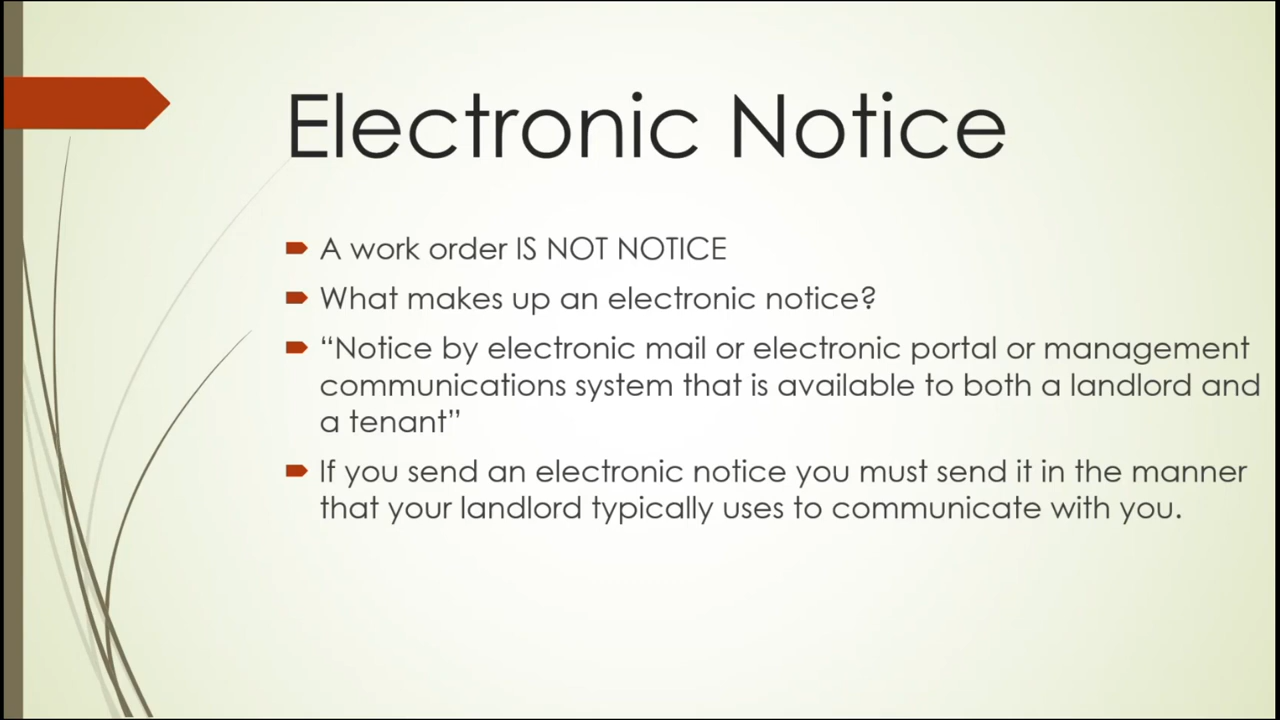 Electronic Notice
A work order IS NOT NOTICE
What makes up an electronic notice?
“Notice by electronic mail or electronic portal or management
communications system that is available to both a landlord and
a tenant”
If you send an electronic notice you must send it in the manner
that your landlord typically uses to communicate with you.